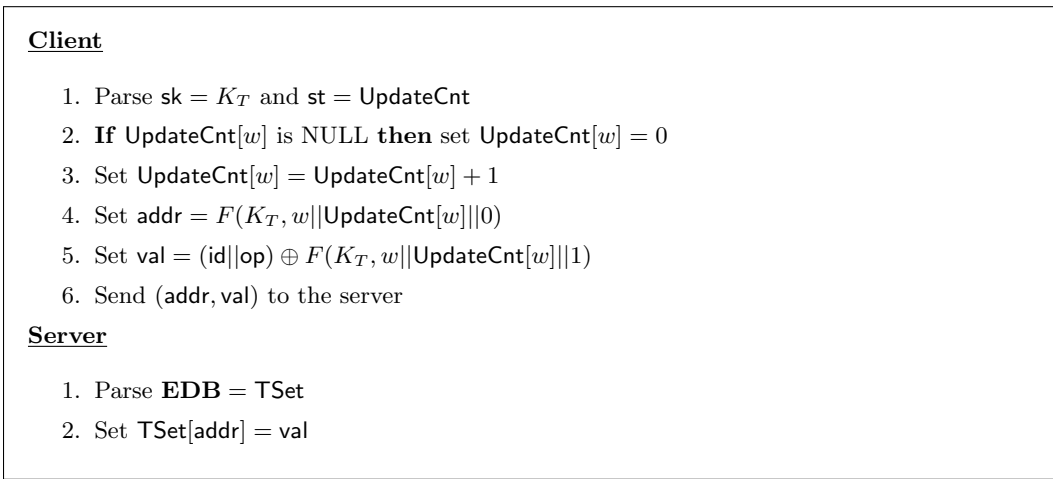 Client
1. Parse sk = K_T and st = UpdateCnt
2. If UpdateCnt[w] is NULL then set UpdateCnt[w] = 0
3. Set UpdateCnt[w] = UpdateCnt[w] + 1
4. Set addr = F(K_T, w||UpdateCnt[w]||0)
5. Set val = (id||op) ⊕ F(K_T, w||UpdateCnt[w]||1)
6. Send (addr, val) to the server
Server
1. Parse EDB = TSet
2. Set TSet[addr] = val